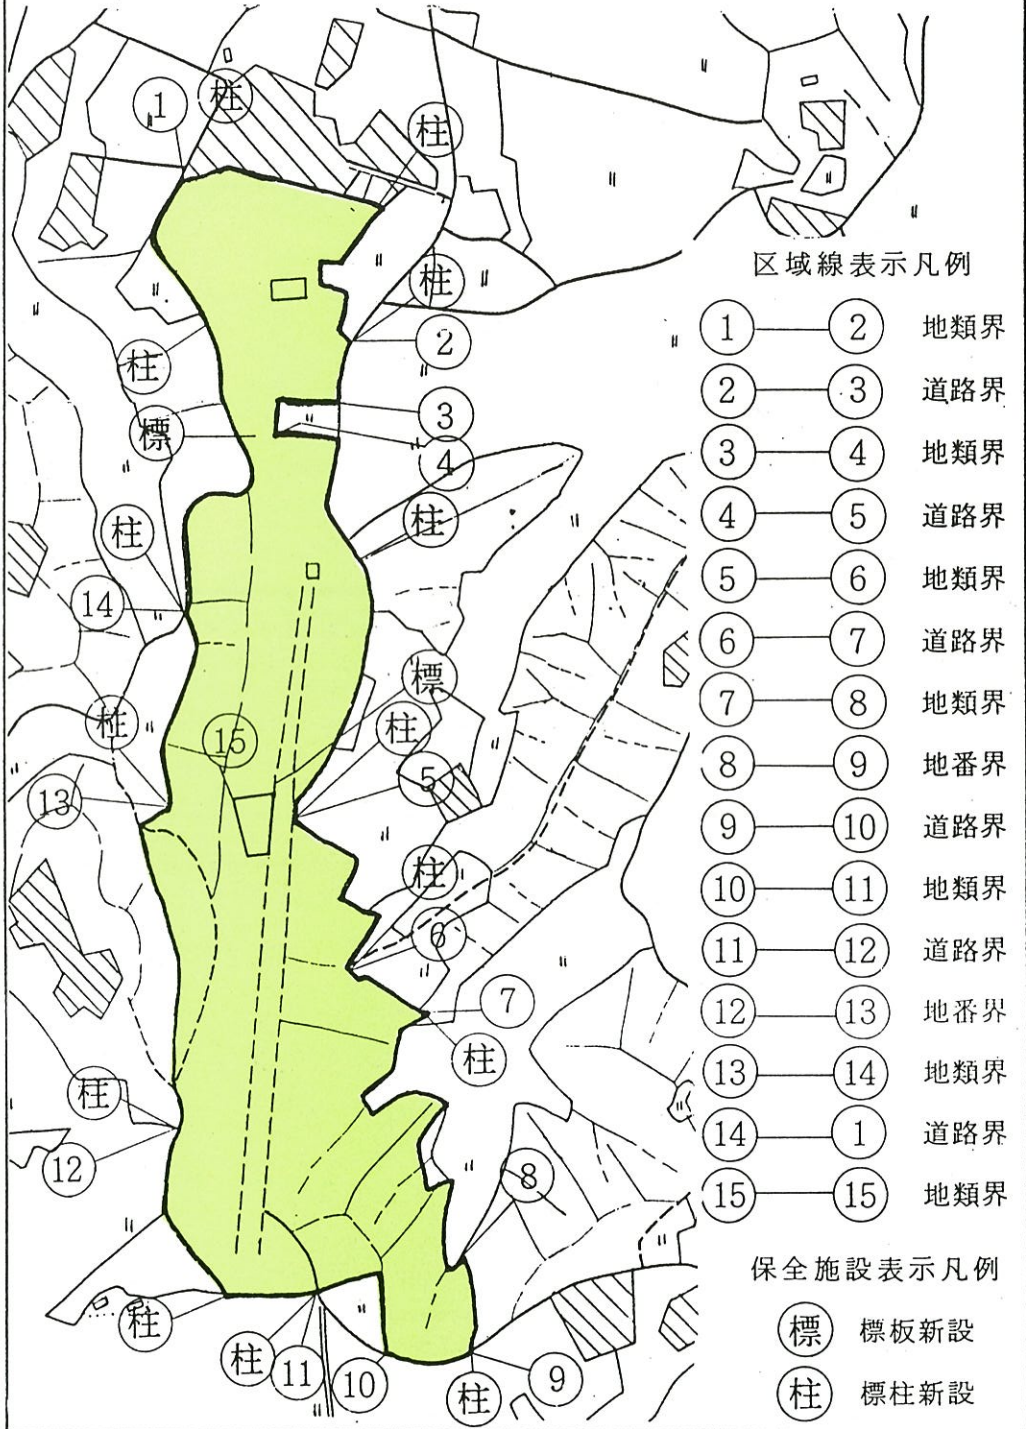 柱
①
柱
区域線表示凡例
柱
①—② 地類界
②
柱
②—③ 道路界
③
標
③—④ 地類界
④
柱
柱
④—⑤ 道路界
⑤—⑥ 地類界
⑭
⑥—⑦ 道路界
標
⑦—⑧ 地類界
柱
柱
⑮
⑧—⑨ 地番界
⑤
⑬
⑨—⑩ 道路界
柱
⑩—⑪ 地類界
⑥
⑪—⑫ 道路界
⑦
⑫—⑬ 地番界
柱
⑬—⑭ 地類界
柱
⑭—① 道路界
⑫
⑧
⑮—⑮ 地類界
保全施設表示凡例
柱
標 標板新設
柱
⑪
⑩
⑨
柱
柱 標柱新設